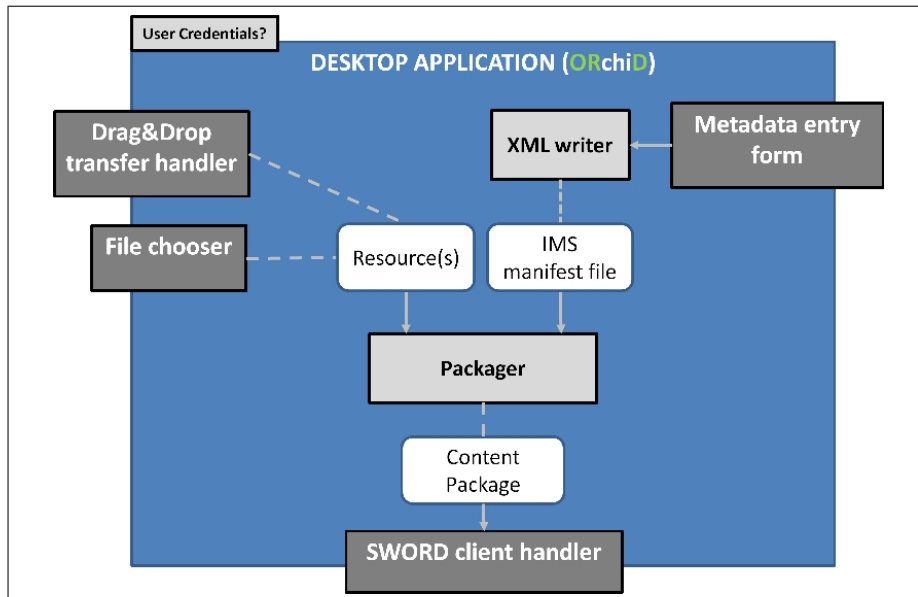 User Credentials?
DESKTOP APPLICATION (ORchiD)
Drag&Drop
transfer handler
XML writer
Metadata entry
form
File chooser
Resource(s)
IMS
manifest file
Packager
Content
Package
SWORD client handler